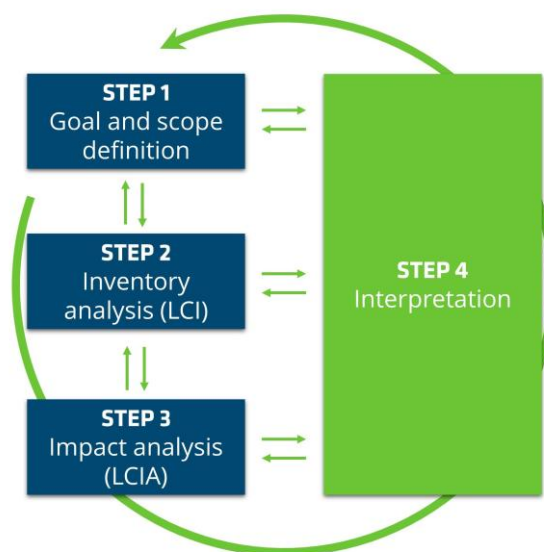 STEP 1
Goal and scope
definition
STEP 2
Inventory
analysis (LCI)
STEP 3
Impact analysis
(LCIA)
STEP 4
Interpretation